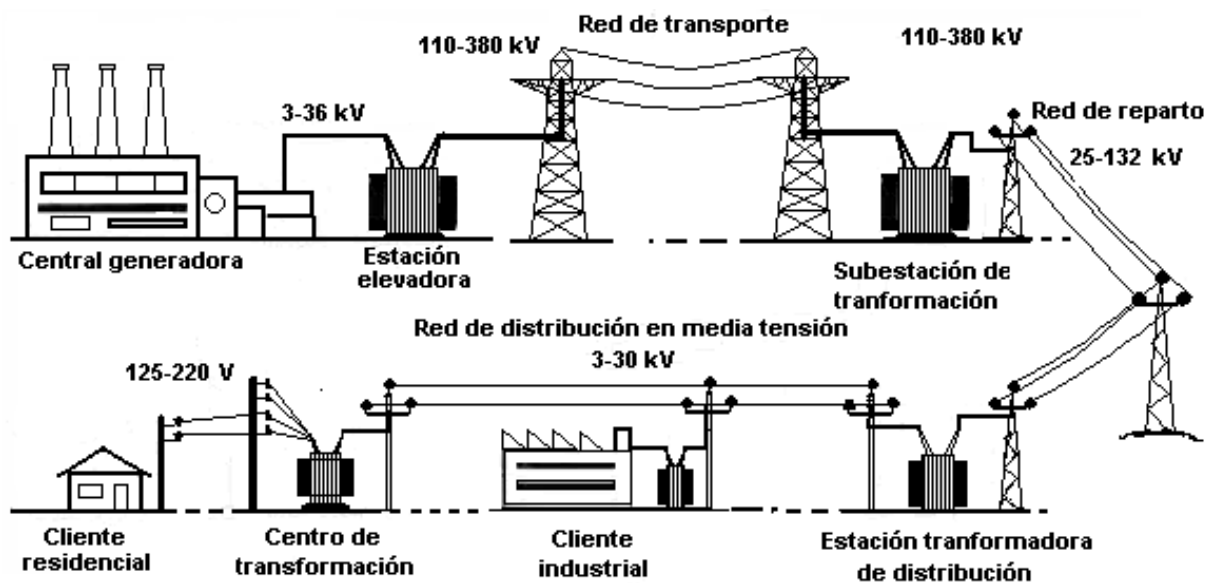 Red de transporte
110-380 kV
110-380 kV
3-36 kV
Red de reparto
25-132 kV
Central generadora
Estación
elevadora
Subestación de
tranformación
Red de distribución en media tensión
3-30 kV
125-220 V
Cliente
residencial
Centro de
transformación
Cliente
industrial
Estación tranformadora
de distribución